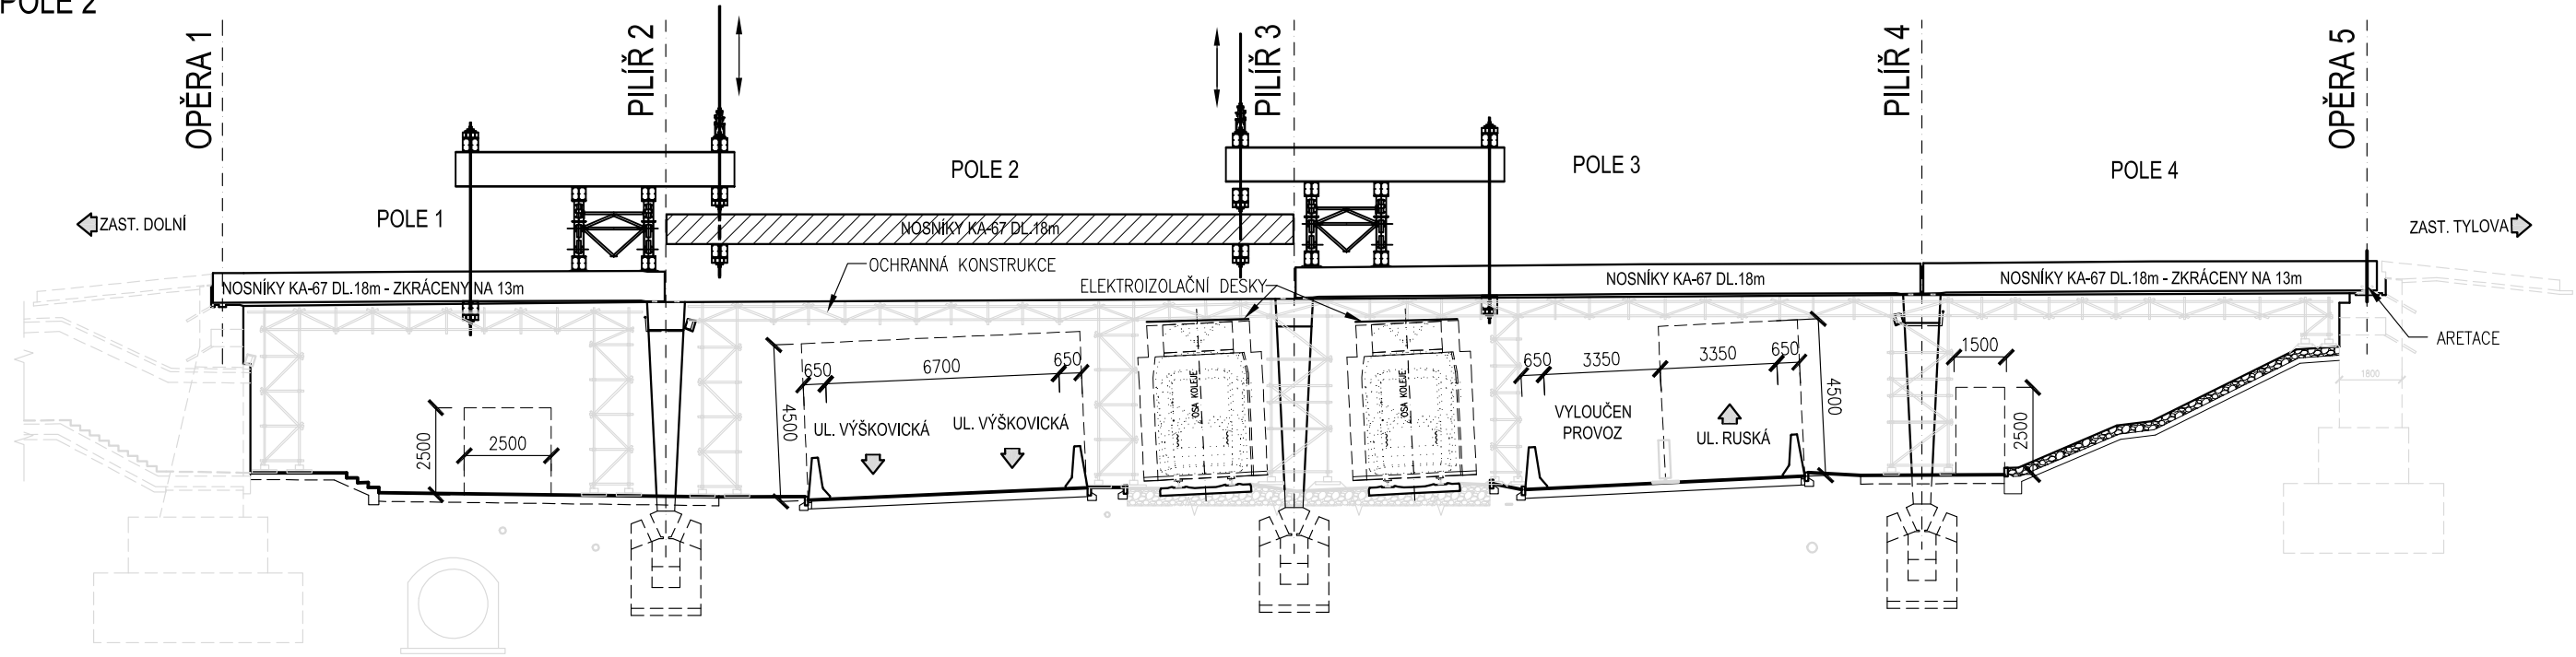 POLE 2
OPĚRA 1
PILÍŘ 2
PILÍŘ 3
PILÍŘ 4
OPĚRA 5
POLE 1
POLE 2
POLE 3
POLE 4
ZAST. DOLNÍ
ZAST. TYLOVA
NOSNÍKY KA-67 DL.18m
OCHRANNÁ KONSTRUKCE
ELEKTROIZOLAČNÍ DESKY
NOSNÍKY KA-67 DL.18m - ZKRÁCENY NA 13m
NOSNÍKY KA-67 DL.18m
NOSNÍKY KA-67 DL.18m - ZKRÁCENY NA 13m
ARETACE
2500
2500
4500
650
6700
650
UL. VÝŠKOVICKÁ
UL. VÝŠKOVICKÁ
OSA KOLEJE
OSA KOLEJE
650
3350
3350
650
4500
VYLOUČEN
PROVOZ
UL. RUSKÁ
1500
2500
1800